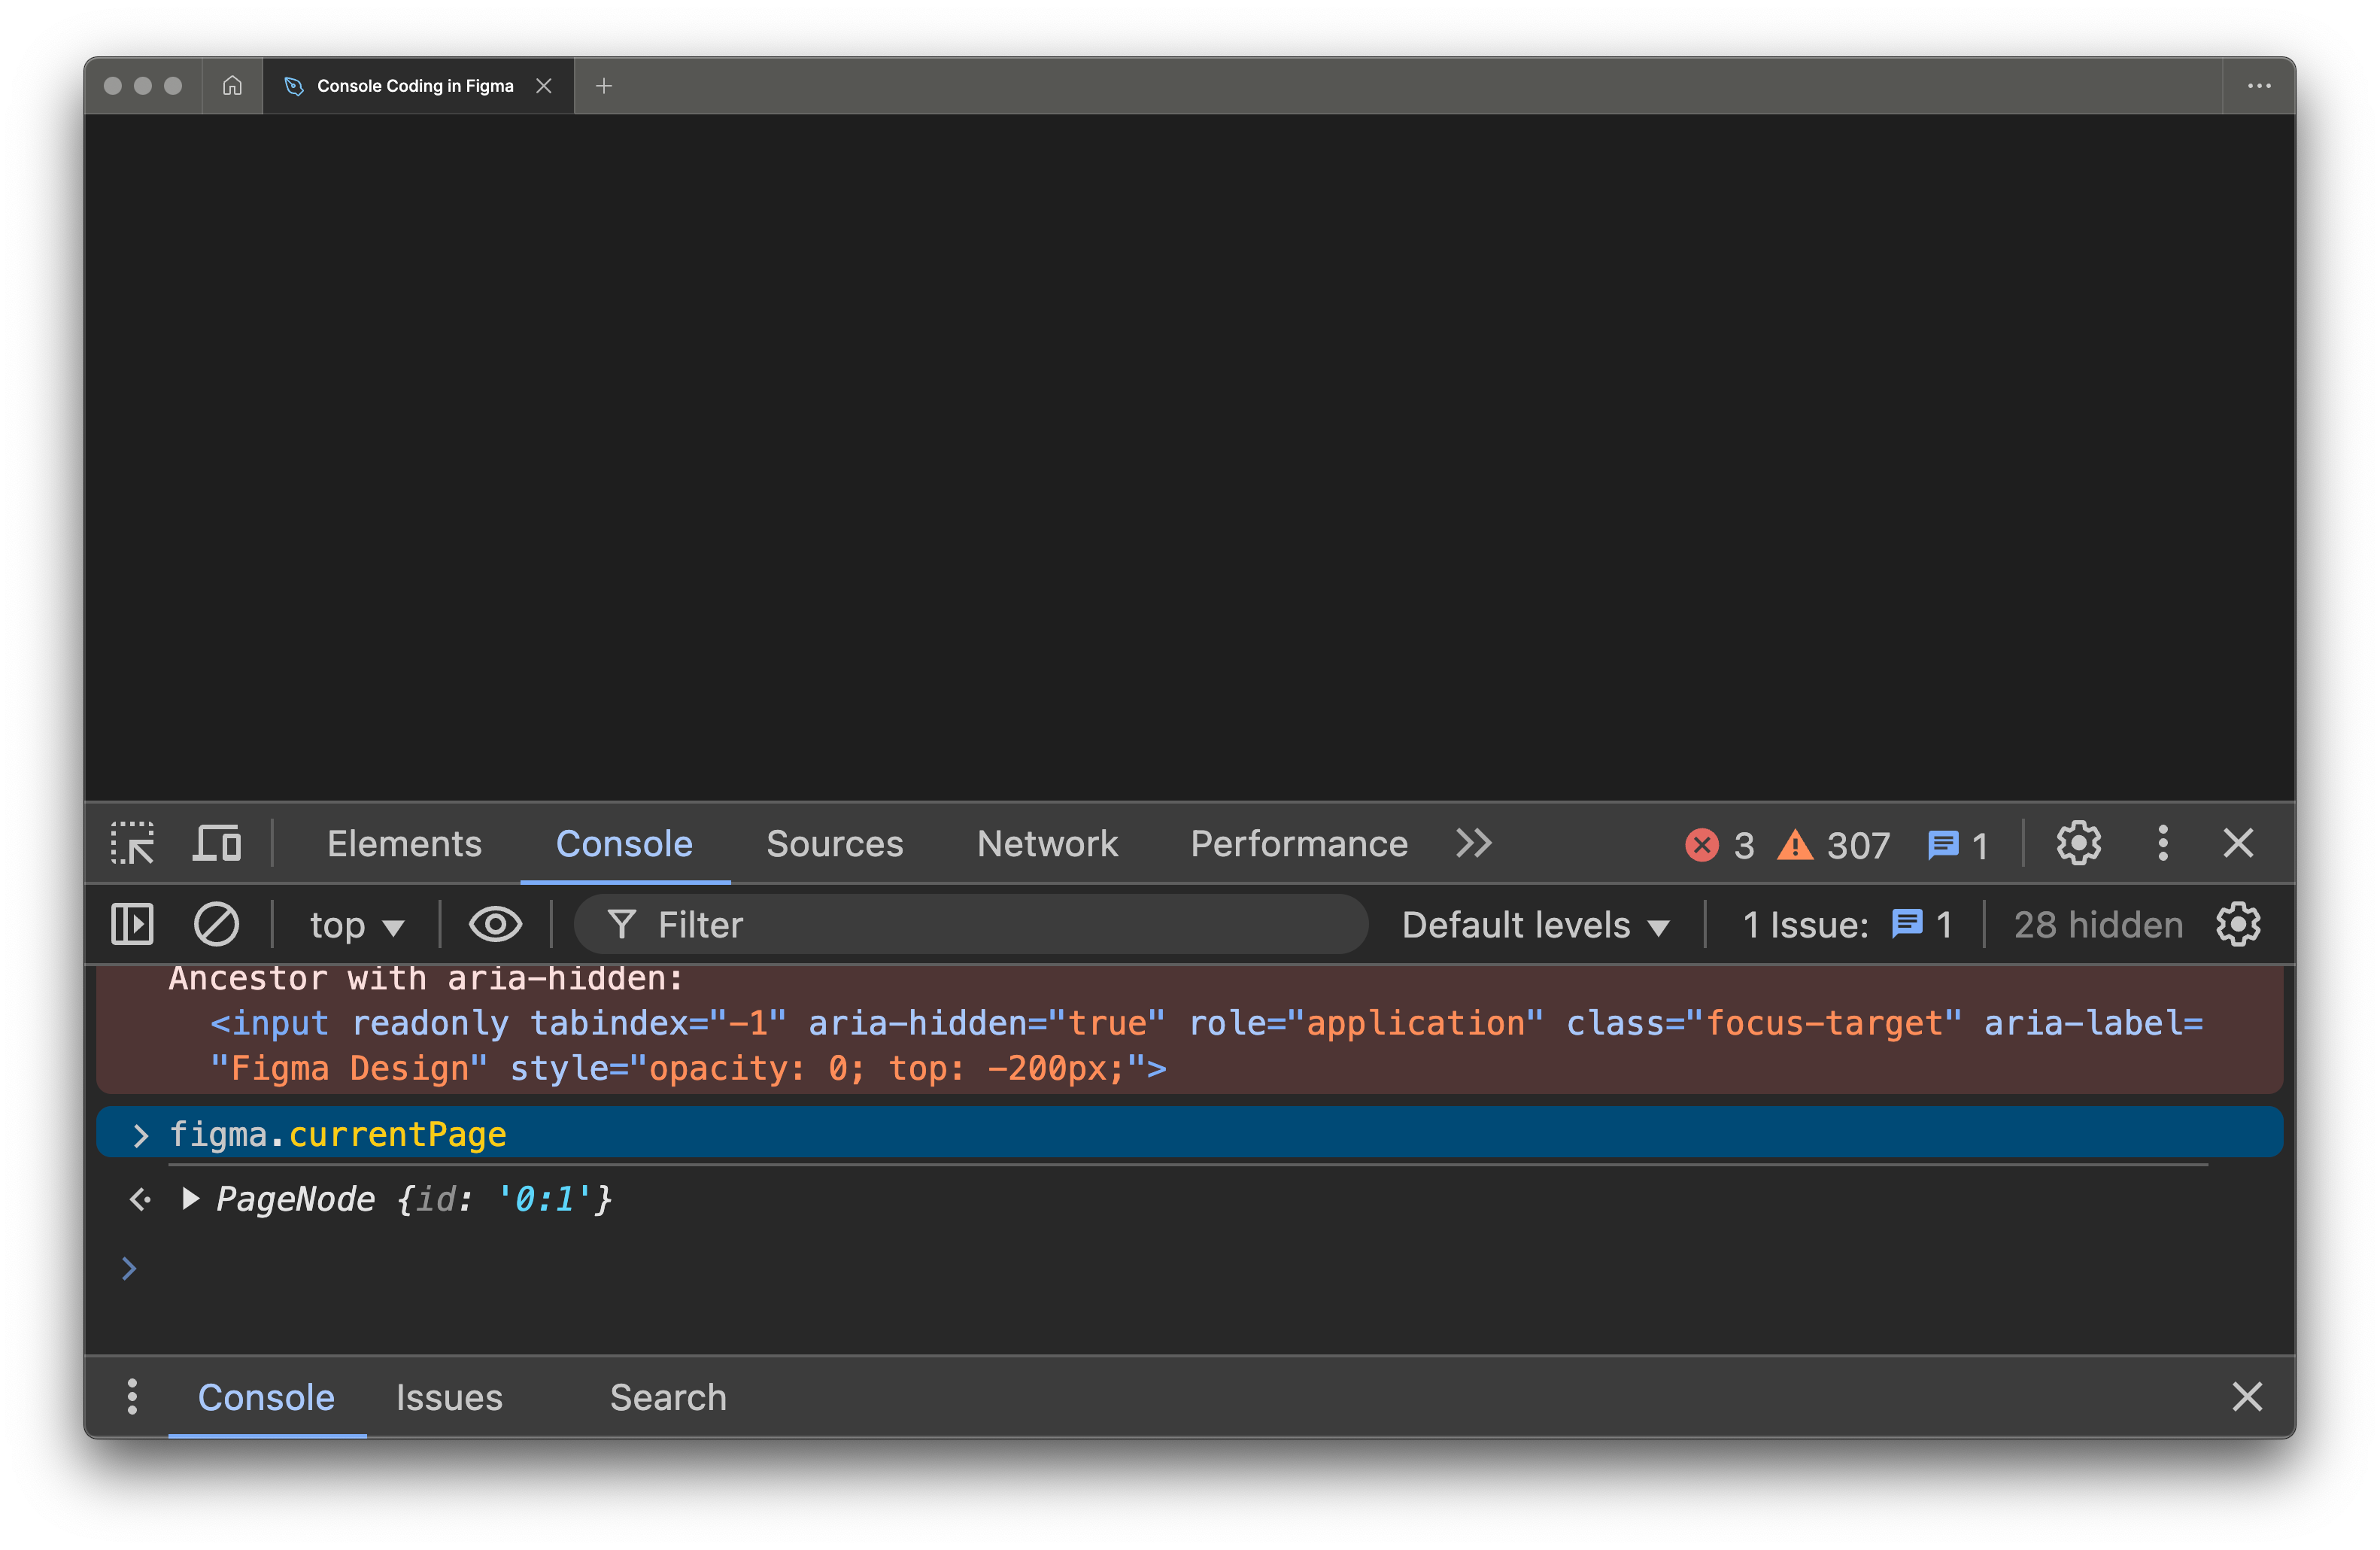 Console Coding in Figma
Elements Console Sources Network Performance 3 307 1
top Filter Default levels 1 Issue: 1 28 hidden
Ancestor with aria-hidden:
<input readonly tabindex="-1" aria-hidden="true" role="application" class="focus-target" aria-label=
"Figma Design" style="opacity: 0; top: -200px;">
figma.currentPage
PageNode {id: '0:1'}
Console Issues Search